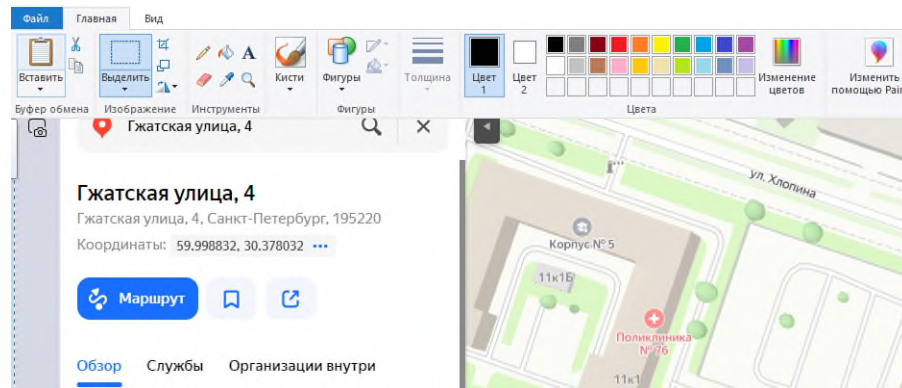 Файл Главная Вид
Вставить Выделить Кисти Фигуры Толщина Цвет 1 Цвет 2 Изменение цветов Изменить помощью Pai
Буфер обмена Изображение Инструменты Фигуры Цвета
Гжатская улица, 4
Гжатская улица, 4
Гжатская улица, 4, Санкт-Петербург, 195220
Координаты: 59.998832, 30.378032 •••
Маршрут
Обзор Службы Организации внутри
ул. Хлопина
Корпус № 5
11к1Б
Поликлиника
№ 76
11к1